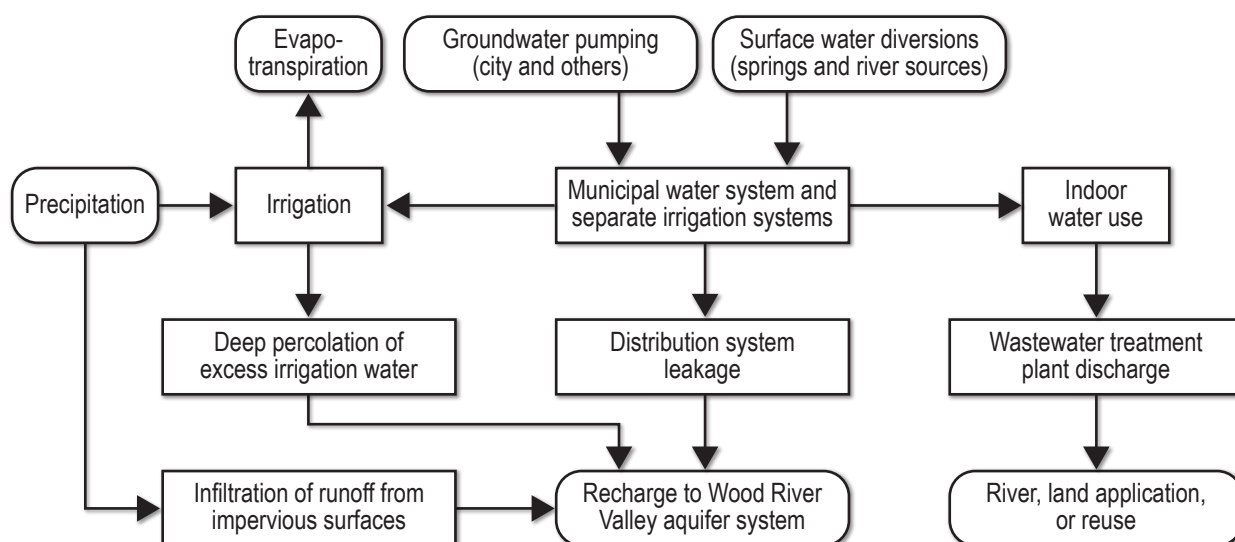 Evapo-
transpiration
Groundwater pumping
(city and others)
Surface water diversions
(springs and river sources)
Precipitation
Irrigation
Municipal water system and
separate irrigation systems
Indoor
water use
Deep percolation of
excess irrigation water
Distribution system
leakage
Wastewater treatment
plant discharge
Infiltration of runoff from
impervious surfaces
Recharge to Wood River
Valley aquifer system
River, land application,
or reuse